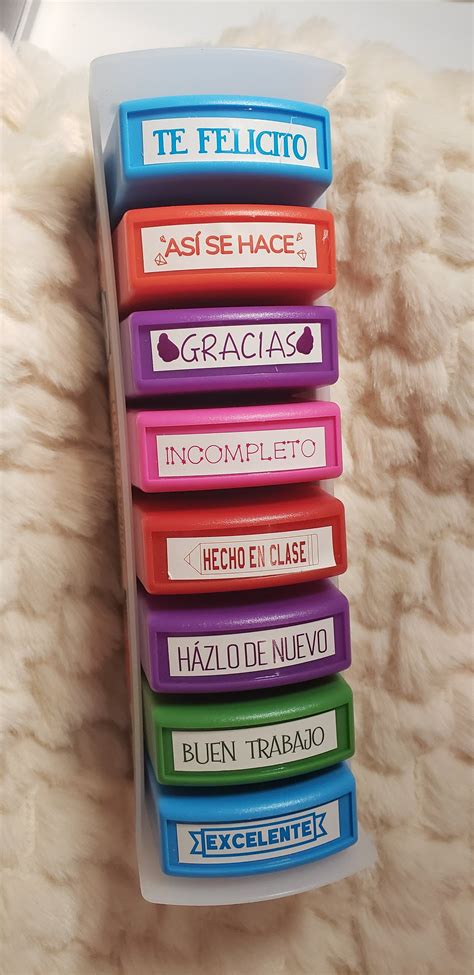 TE FELICITO
ASÍ SE HACE
GRACIAS
INCOMPLETO
HECHO EN CLASE
HÁZLO DE NUEVO
BUEN TRABAJO
EXCELENTE